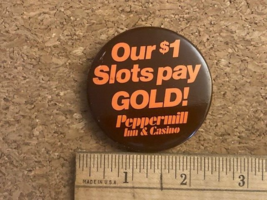 Our $1
Slots pay
GOLD!
Peppermill
Inn & Casino
1 2 3
MADE IN U.S.A.